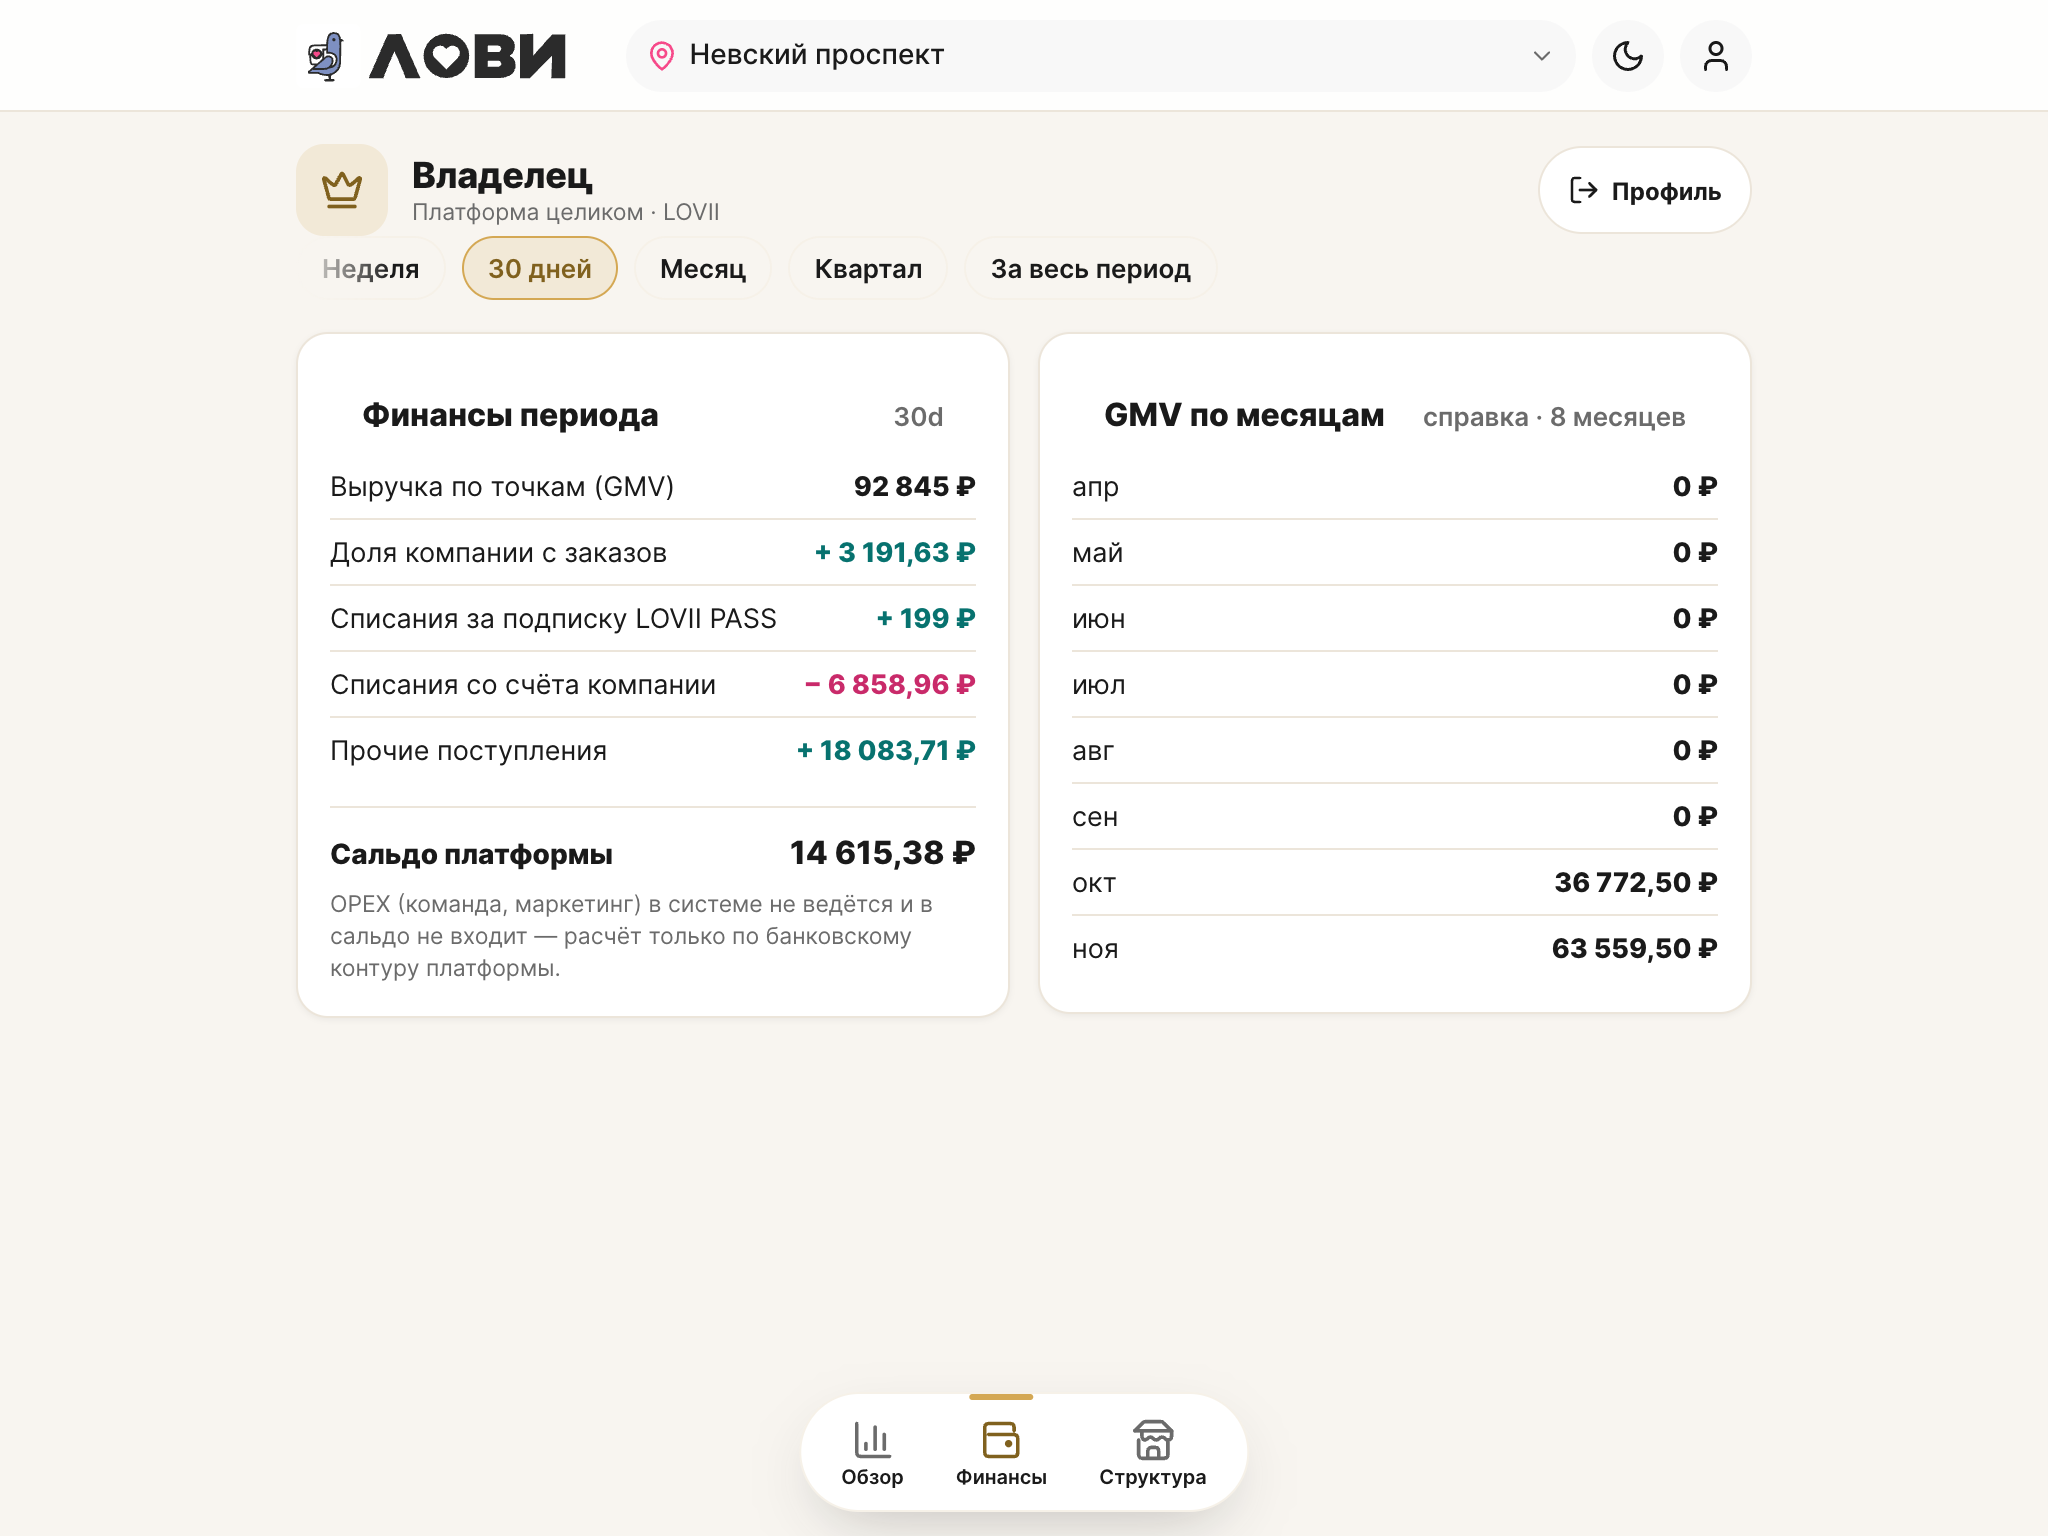 ЛОВИ
Невский проспект
Владелец
Платформа целиком · LOVII
Профиль
Неделя
30 дней
Месяц
Квартал
За весь период
Финансы периода
30d
Выручка по точкам (GMV)
92 845 ₽
Доля компании с заказов
+ 3 191,63 ₽
Списания за подписку LOVII PASS
+ 199 ₽
Списания со счёта компании
− 6 858,96 ₽
Прочие поступления
+ 18 083,71 ₽
Сальдо платформы
14 615,38 ₽
OPEX (команда, маркетинг) в системе не ведётся и в
сальдо не входит — расчёт только по банковскому
контуру платформы.
GMV по месяцам
справка · 8 месяцев
апр
0 ₽
май
0 ₽
июн
0 ₽
июл
0 ₽
авг
0 ₽
сен
0 ₽
окт
36 772,50 ₽
ноя
63 559,50 ₽
Обзор
Финансы
Структура